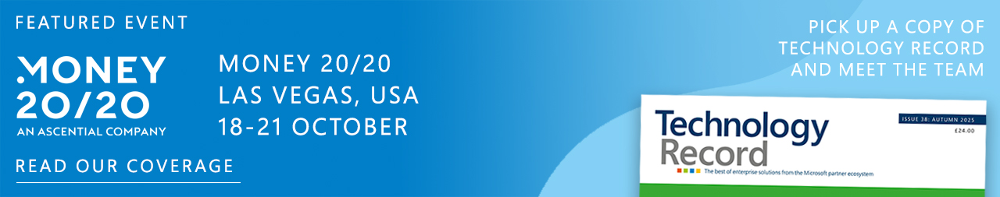 FEATURED EVENT
MONEY
20/20
AN ASCENTIAL COMPANY
MONEY 20/20
LAS VEGAS, USA
18-21 OCTOBER
READ OUR COVERAGE
PICK UP A COPY OF
TECHNOLOGY RECORD
AND MEET THE TEAM
Technology
Record
The best of enterprise solutions from the Microsoft partner ecosystem
ISSUE 38: AUTUMN 2025
£24.00